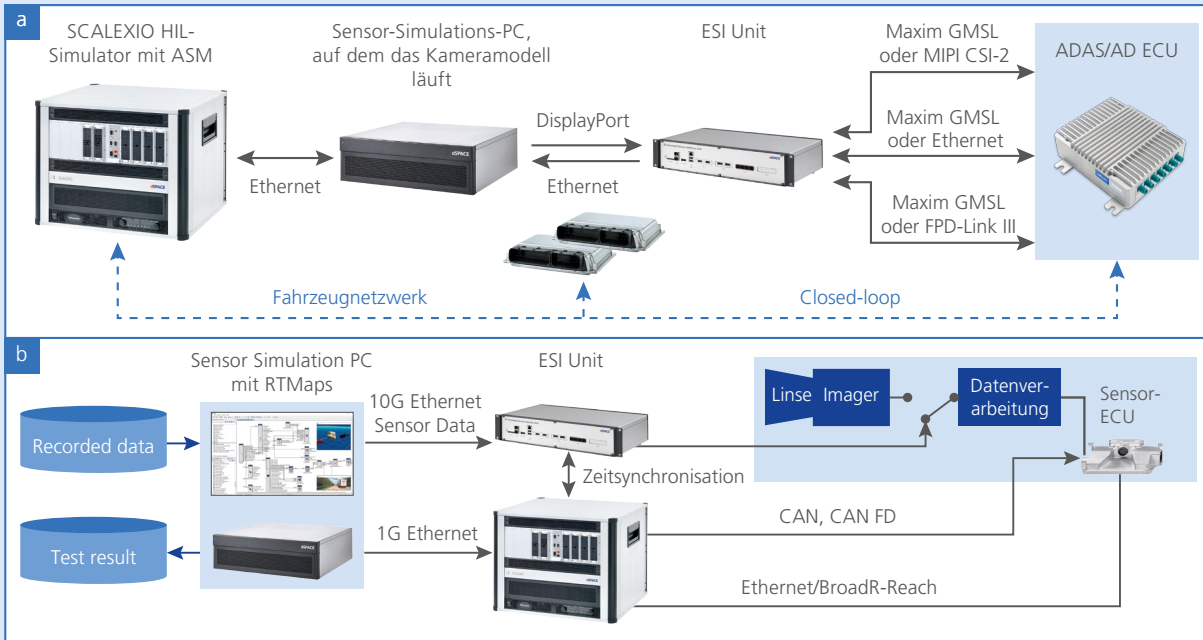 a
SCALEXIO HIL-
Simulator mit ASM
Sensor-Simulations-PC,
auf dem das Kameramodell
läuft
ESI Unit
Maxim GMSL
oder MIPI CSI-2
ADAS/AD ECU
DisplayPort
Ethernet
Ethernet
Maxim GMSL
oder Ethernet
Maxim GMSL
oder FPD-Link III
dSPACE
dSPACE
Fahrzeugnetzwerk
Closed-loop
b
Sensor Simulation PC
mit RTMaps
ESI Unit
Recorded data
10G Ethernet
Sensor Data
Linse
Imager
Datenver-
arbeitung
Sensor-
ECU
Zeitsynchronisation
Test result
1G Ethernet
CAN, CAN FD
Ethernet/BroadR-Reach